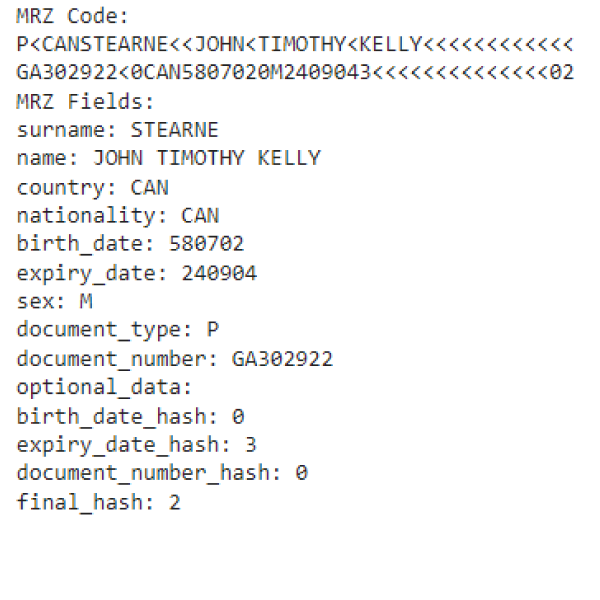 MRZ Code:
P<CANSTEARNE<<JOHN<TIMOTHY<KELLY<<<<<<<<<<<<
GA302922<0CAN5807020M2409043<<<<<<<<<<<<<<02
MRZ Fields:
surname: STEARNE
name: JOHN TIMOTHY KELLY
country: CAN
nationality: CAN
birth_date: 580702
expiry_date: 240904
sex: M
document_type: P
document_number: GA302922
optional_data:
birth_date_hash: 0
expiry_date_hash: 3
document_number_hash: 0
final_hash: 2